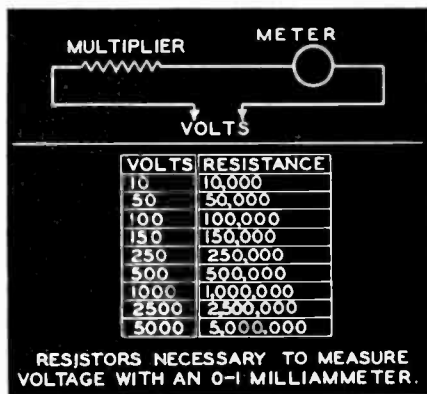 MULTIPLIER
METER
VOLTS
VOLTS RESISTANCE
10 10,000
50 50,000
100 100,000
150 150,000
250 250,000
500 500,000
1000 1,000,000
2500 2,500,000
5000 5,000,000
RESISTORS NECESSARY TO MEASURE
VOLTAGE WITH AN 0-1 MILLIAMMETER.